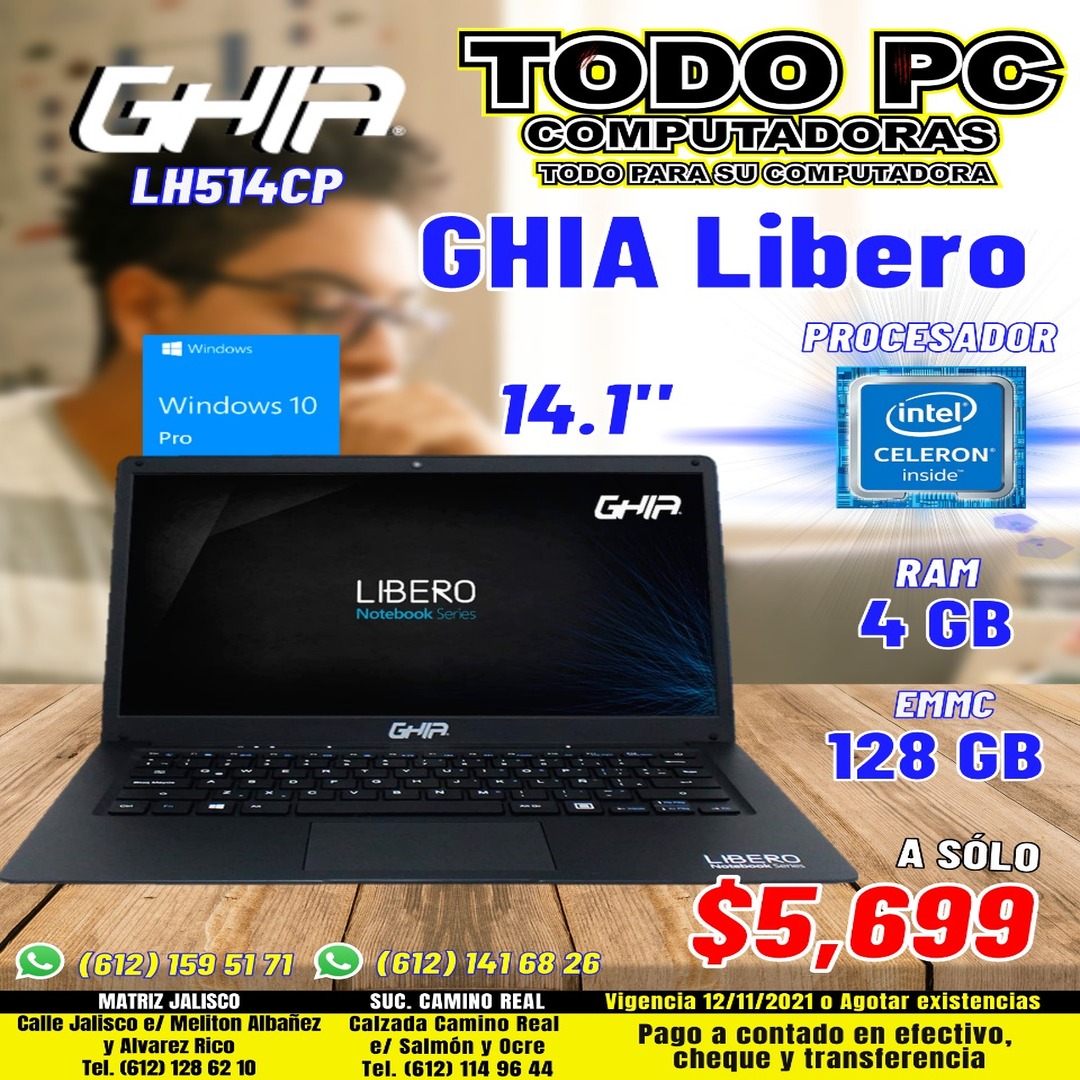 GHIA®
LH514CP
TODO PC
COMPUTADORAS
TODO PARA SU COMPUTADORA
GHIA Libero
PROCESADOR
Windows
Windows 10
Pro
14.1''
intel®
CELERON®
inside™
GHIA
LIBERO
Notebook Series
RAM
4 GB
EMMC
128 GB
GHIA
LIBERO
Notebook Series
A SÓLO
$5,699
(612) 159 51 71
(612) 141 68 26
MATRIZ JALISCO
Calle Jalisco e/ Meliton Albañez
y Alvarez Rico
Tel. (612) 128 62 10
SUC. CAMINO REAL
Calzada Camino Real
e/ Salmón y Ocre
Tel. (612) 114 96 44
Vigencia 12/11/2021 o Agotar existencias
Pago a contado en efectivo,
cheque y transferencia